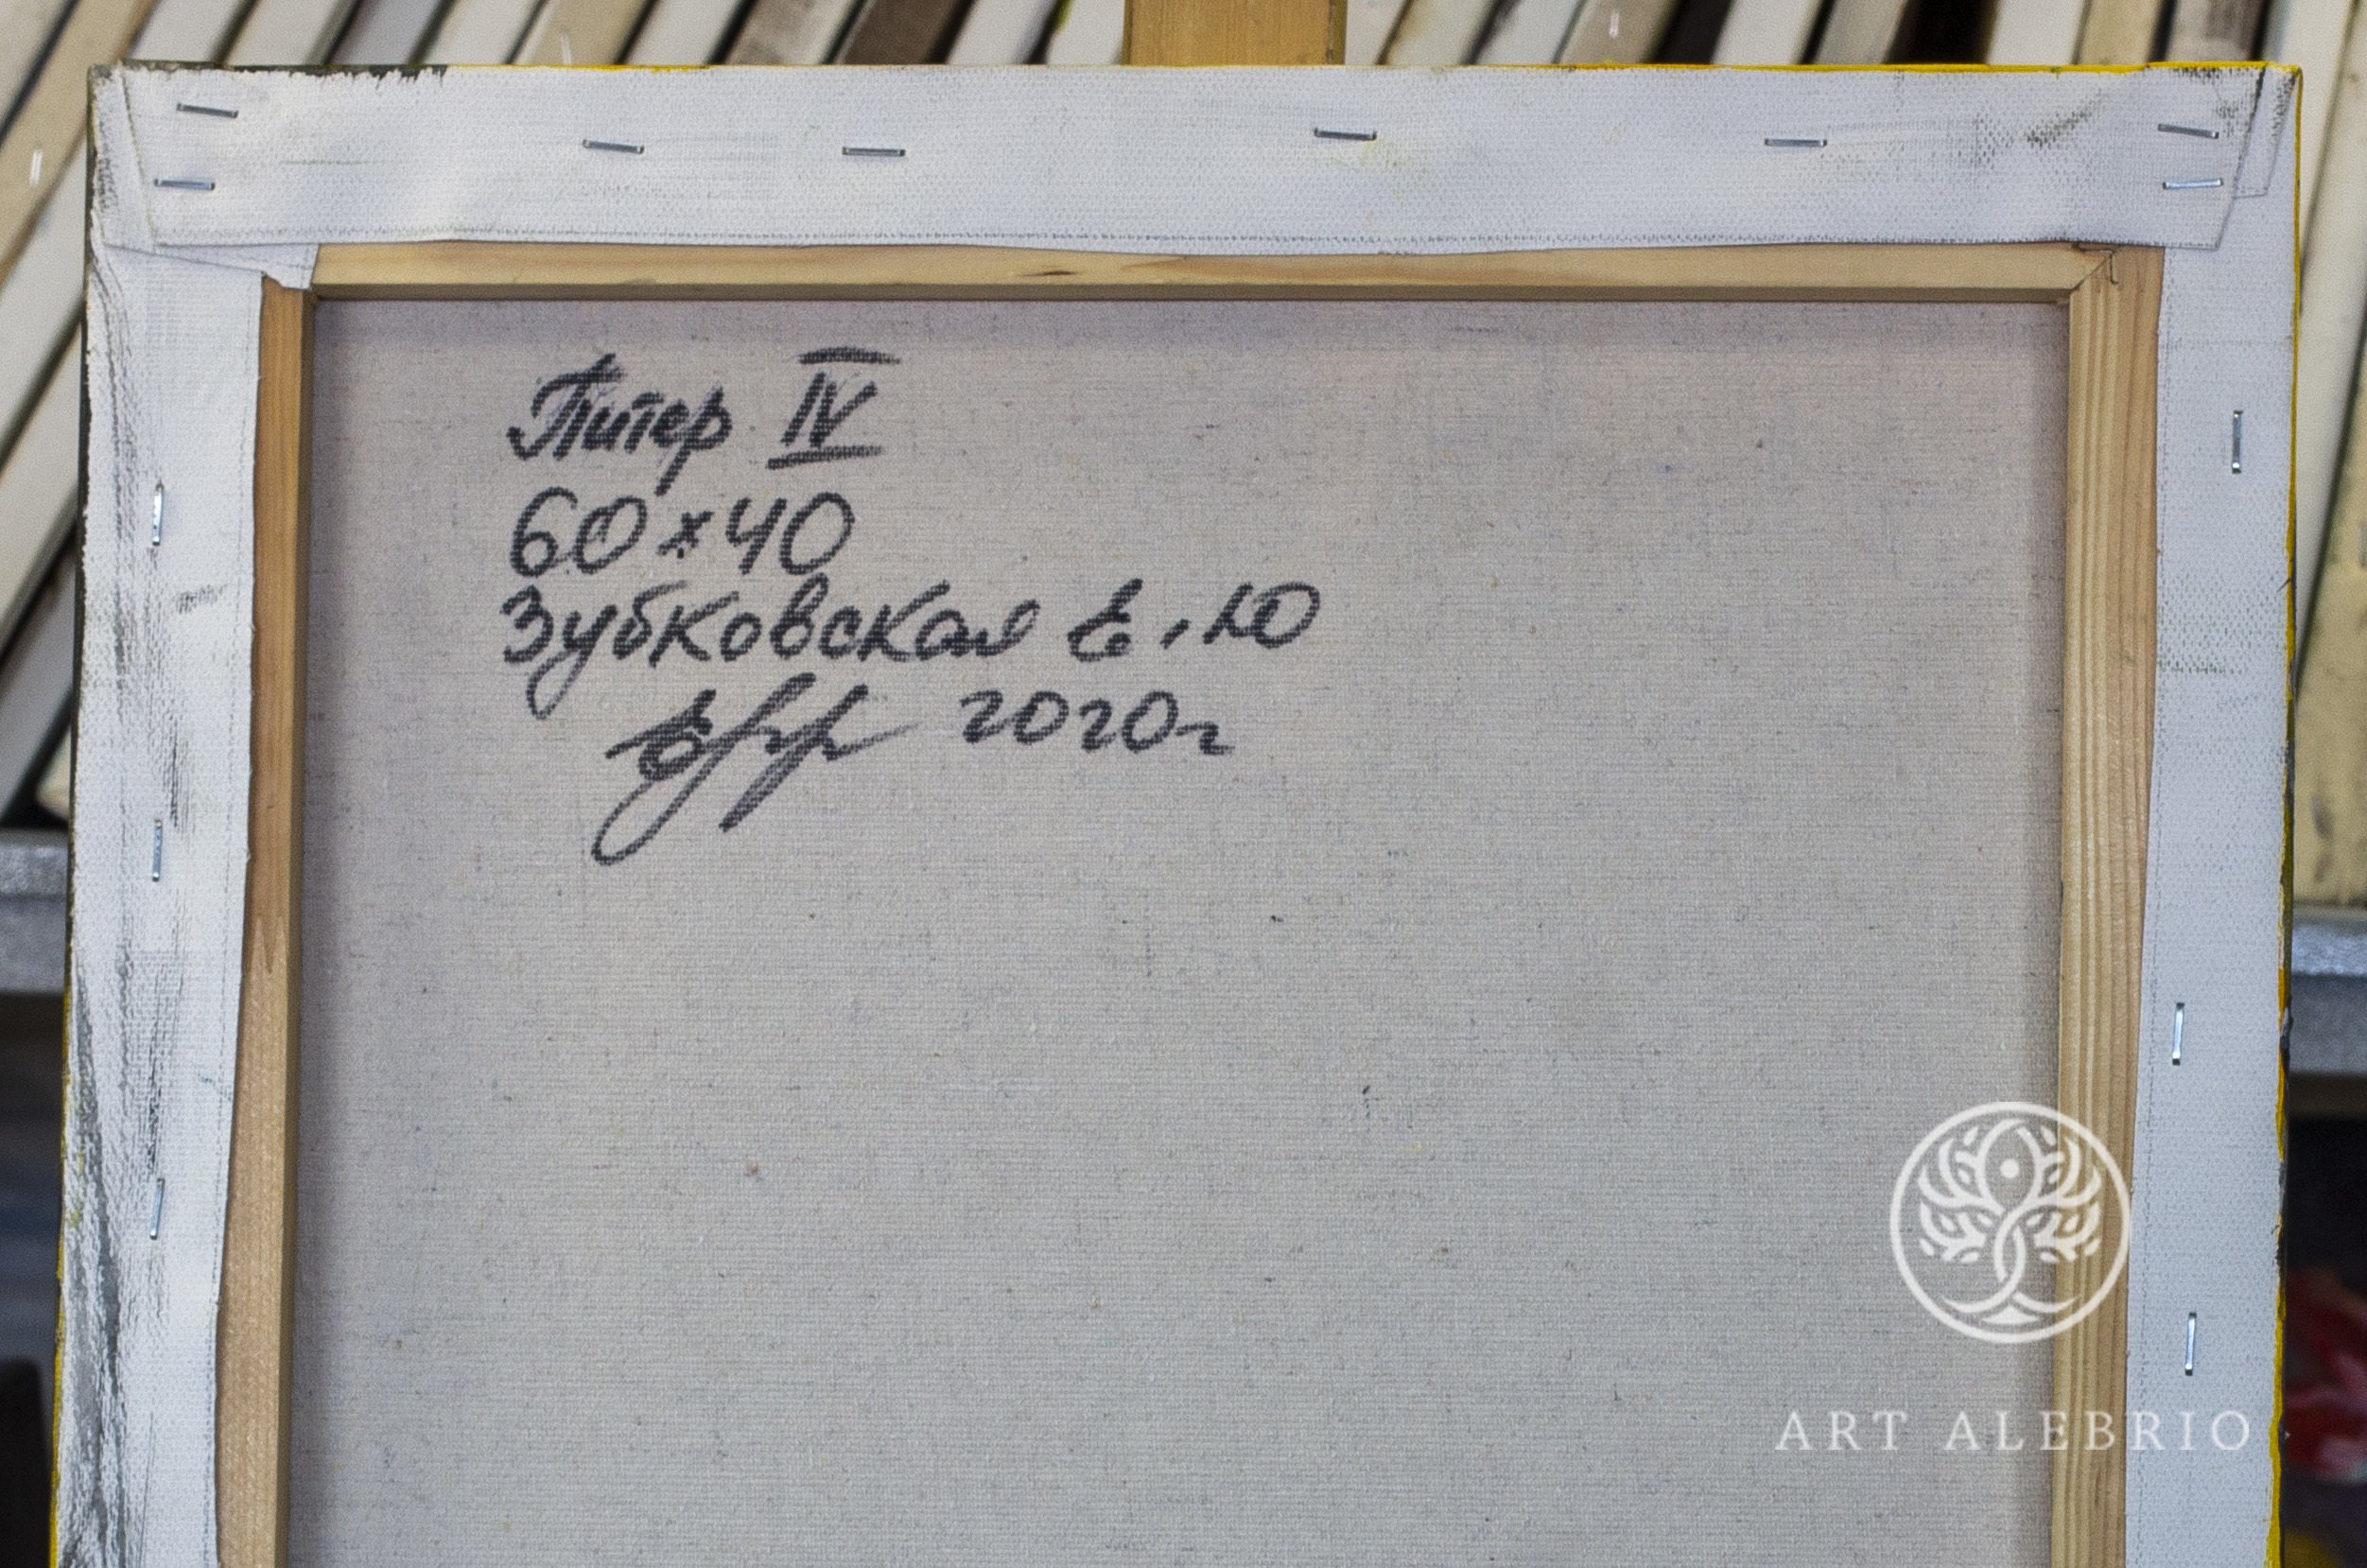 Питер IV
60×40
Зубковская Е.Ю
2020г
ART ALEBRIO